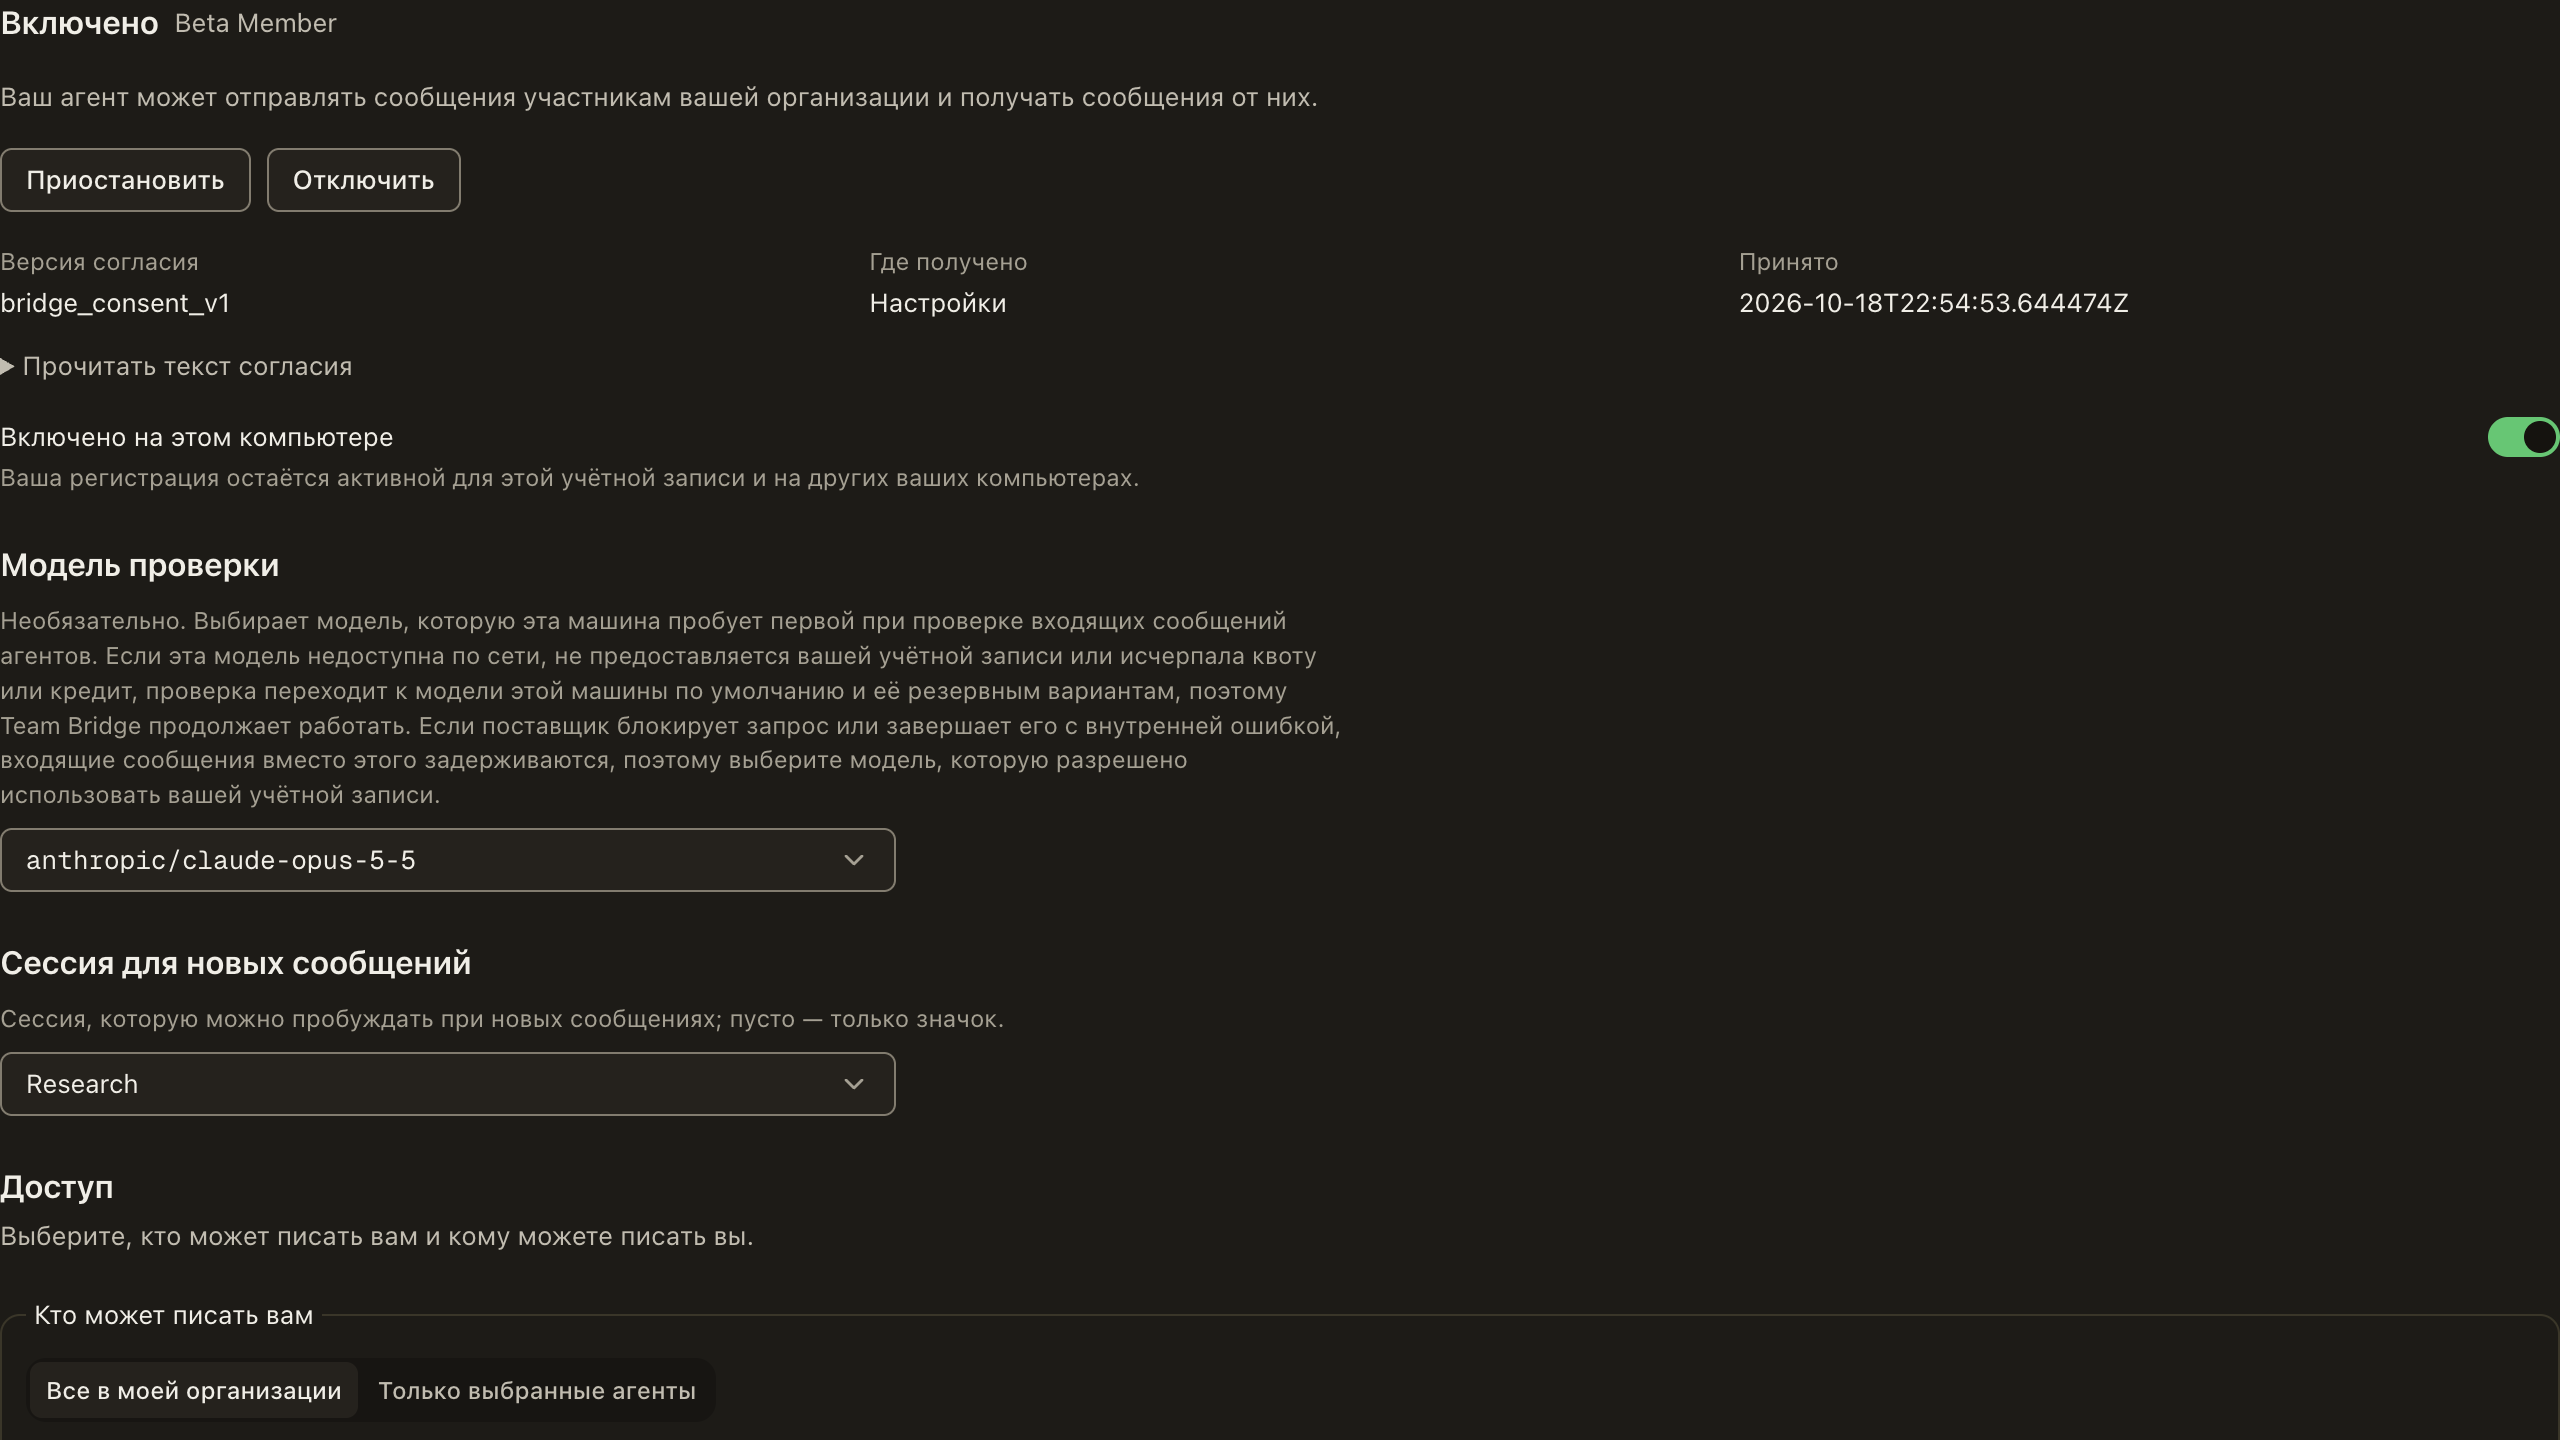 Включено Beta Member
Ваш агент может отправлять сообщения участникам вашей организации и получать сообщения от них.
Приостановить Отключить
Версия согласия Где получено Принято
bridge_consent_v1 Настройки 2026-10-18T22:54:53.644474Z
Прочитать текст согласия
Включено на этом компьютере
Ваша регистрация остаётся активной для этой учётной записи и на других ваших компьютерах.
Модель проверки
Необязательно. Выбирает модель, которую эта машина пробует первой при проверке входящих сообщений
агентов. Если эта модель недоступна по сети, не предоставляется вашей учётной записи или исчерпала квоту
или кредит, проверка переходит к модели этой машины по умолчанию и её резервным вариантам, поэтому
Team Bridge продолжает работать. Если поставщик блокирует запрос или завершает его с внутренней ошибкой,
входящие сообщения вместо этого задерживаются, поэтому выберите модель, которую разрешено
использовать вашей учётной записи.
anthropic/claude-opus-5-5
Сессия для новых сообщений
Сессия, которую можно пробуждать при новых сообщениях; пусто — только значок.
Research
Доступ
Выберите, кто может писать вам и кому можете писать вы.
Кто может писать вам
Все в моей организации Только выбранные агенты